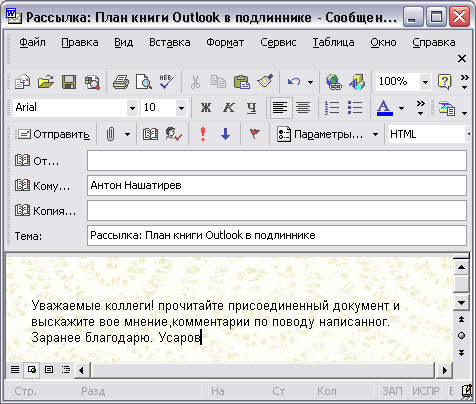 Рассылка: План книги Outlook в подлиннике - Сообщен...
Файл Правка Вид Вставка Формат Сервис Таблица Окно Справка
100%
Arial 10 Ж К Ч А
Отправить Параметры... HTML
От...
Кому... Антон Нашатирев
Копия...
Тема: Рассылка: План книги Outlook в подлиннике
Уважаемые коллеги! прочитайте присоединенный документ и
выскажите вое мнение,комментарии по поводу написанног.
Заранее благодарю. Усаров
Стр. Разд На Ст Кол ЗАП ИСПР